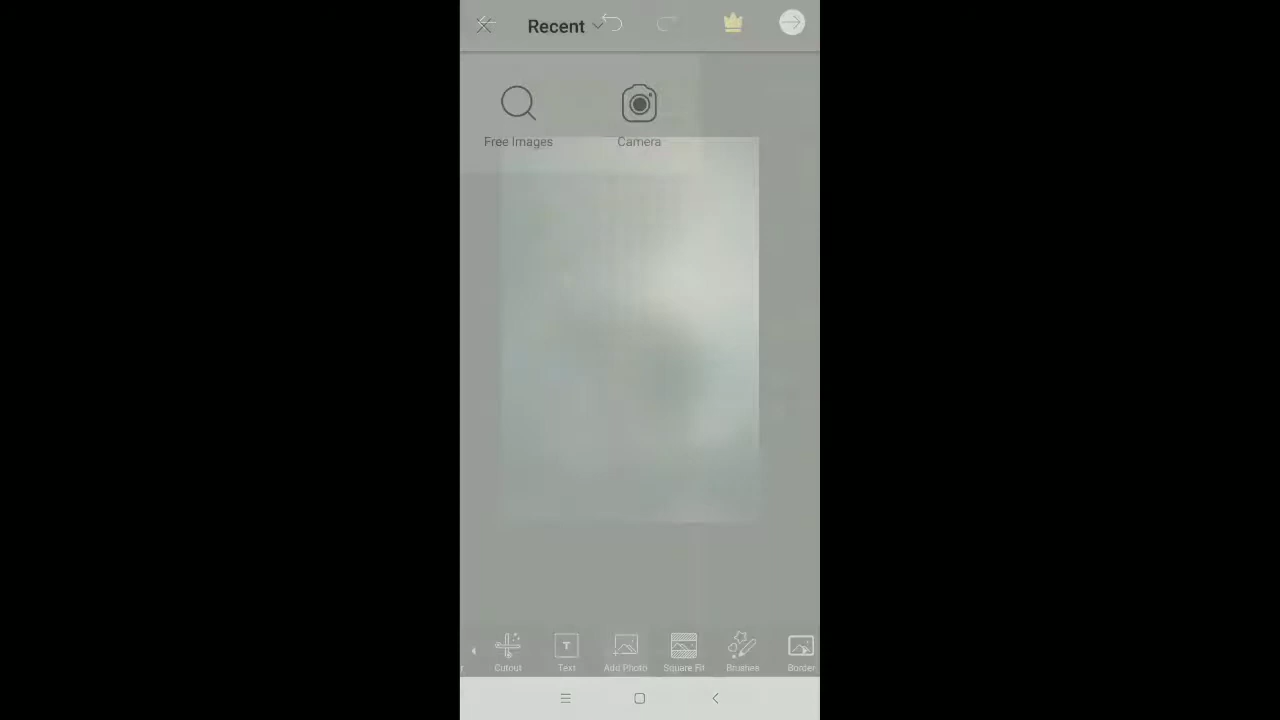 Recent
Free Images
Camera
r
Cutout
T
Text
Add Photo
Square Fit
Brushes
Border